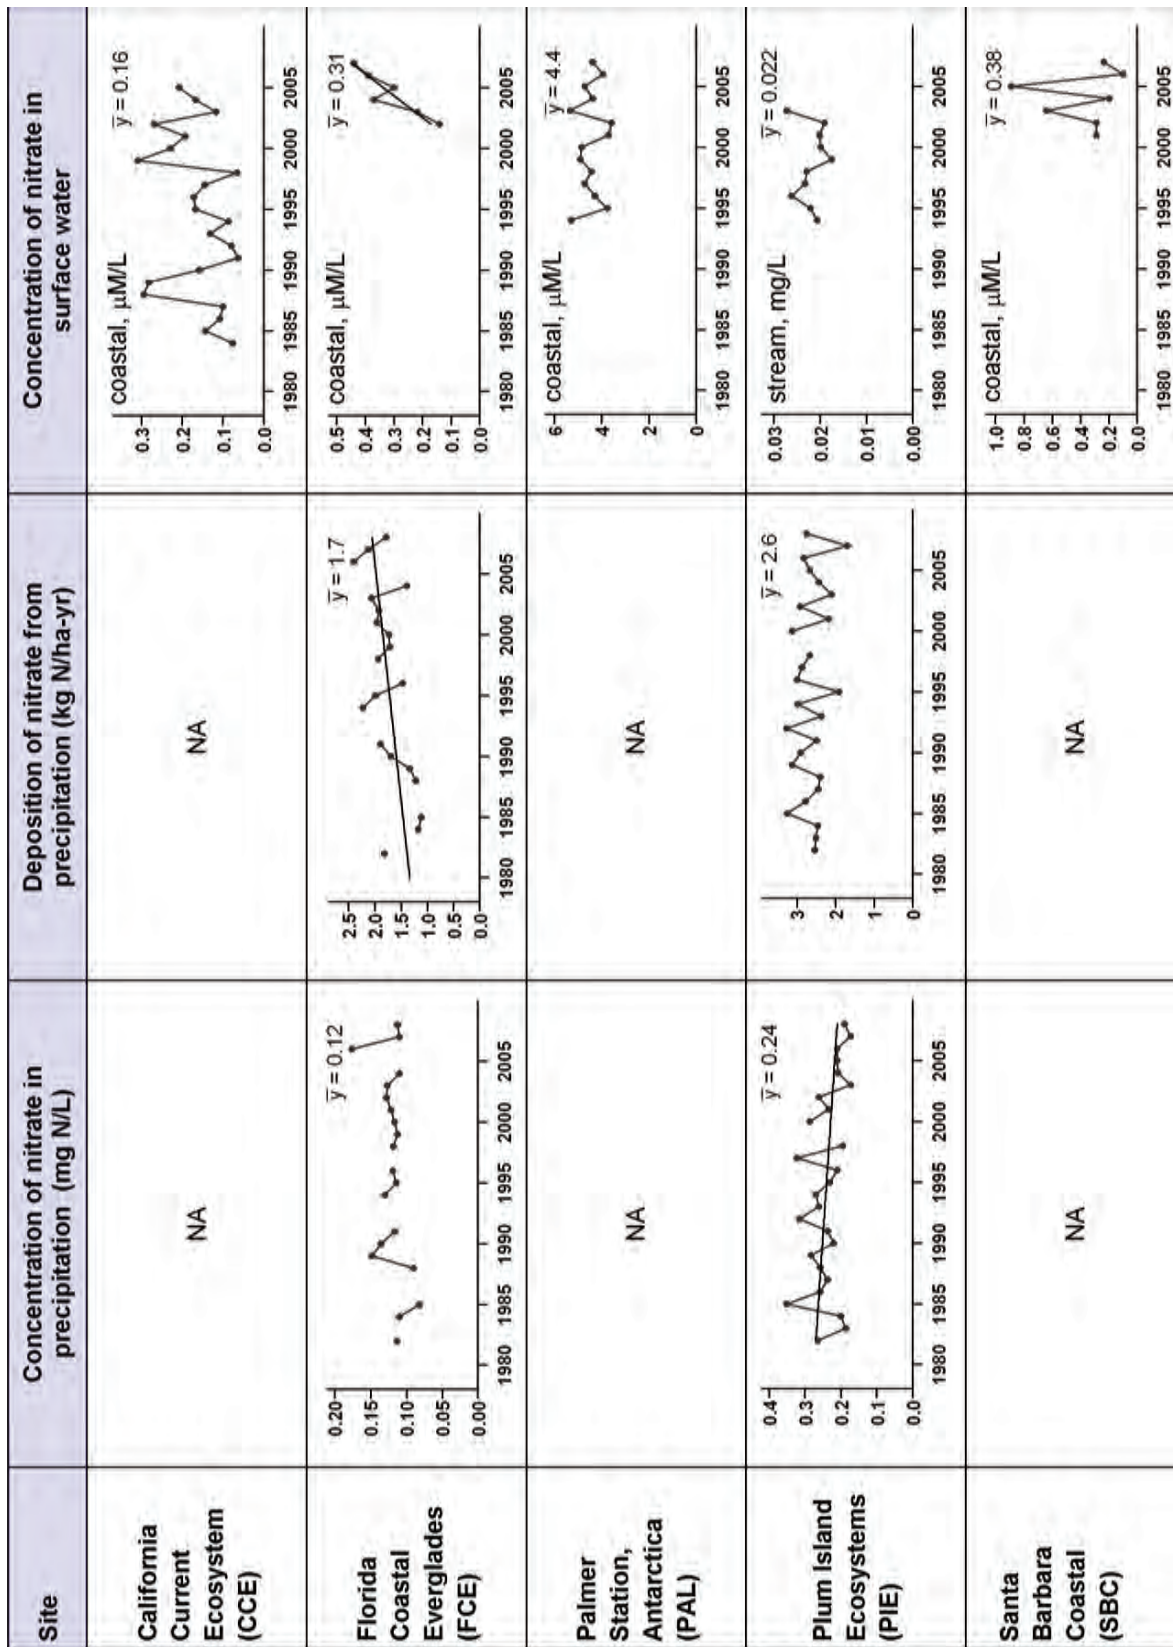 Site
Concentration of nitrate in
precipitation (mg N/L)
Deposition of nitrate from
precipitation (kg N/ha-yr)
Concentration of nitrate in
surface water
California
Current
Ecosystem
(CCE)
NA
NA
coastal, μM/L
y̅ = 0.16
0.3
0.2
0.1
0.0
1980 1985 1990 1995 2000 2005
Florida
Coastal
Everglades
(FCE)
y̅ = 0.12
0.20
0.15
0.10
0.00
1980 1985 1990 1995 2000 2005
y̅ = 1.7
2.5
2.0
1.5
1.0
0.5
0.0
1980 1985 1990 1995 2000 2005
coastal, μM/L
y̅ = 0.31
0.5
0.4
0.3
0.2
0.1
0.0
1980 1985 1990 1995 2000 2005
Palmer
Station,
Antarctica
(PAL)
NA
NA
coastal, μM/L
y̅ = 4.4
6
4
2
0
1980 1985 1990 1995 2000 2005
Plum Island
Ecosystems
(PIE)
y̅ = 0.24
0.4
0.3
0.2
0.1
0.0
1980 1985 1990 1995 2000 2005
y̅ = 2.6
3
2
1
0
1980 1985 1990 1995 2000 2005
stream, mg/L
y̅ = 0.022
0.03
0.02
0.01
0.00
1980 1985 1990 1995 2000 2005
Santa
Barbara
Coastal
(SBC)
NA
NA
coastal, μM/L
y̅ = 0.38
1.0
0.8
0.6
0.4
0.2
0.0
1980 1985 1990 1995 2000 2005